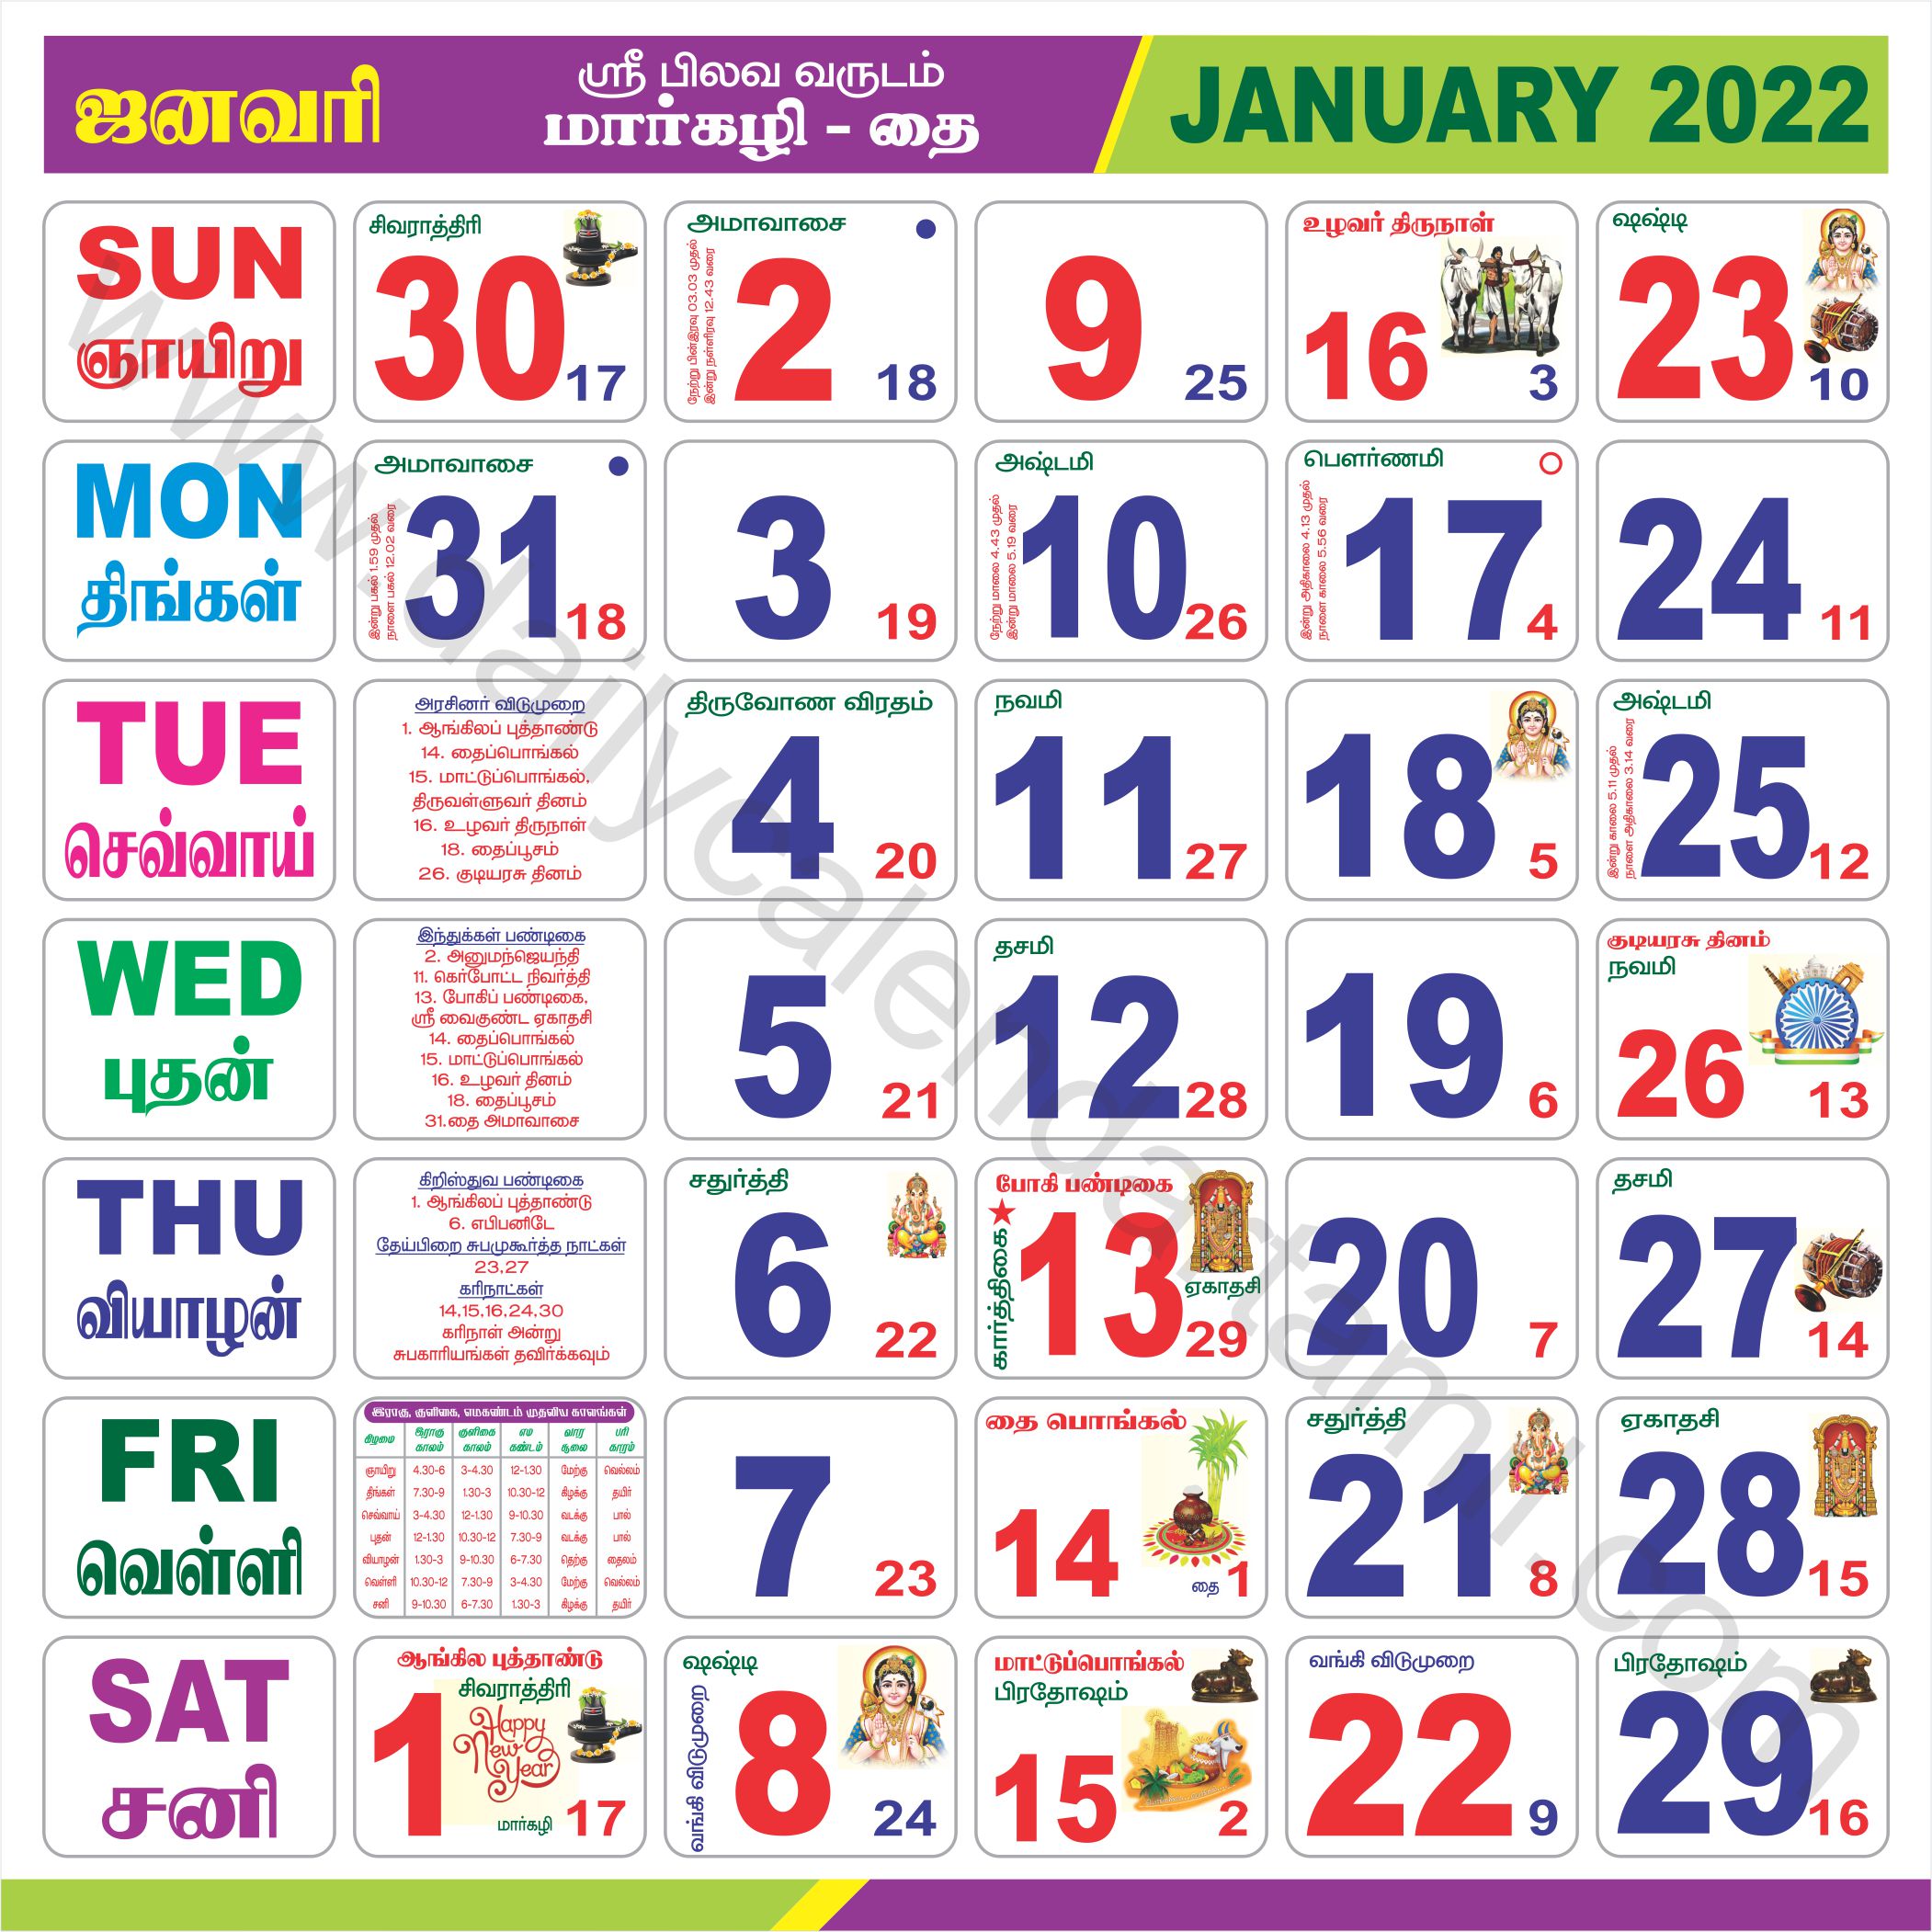 ஜனவரி
ஸ்ரீ பிலவ வருடம்
மார்கழி - தை
JANUARY 2022
SUN
ஞாயிறு
சிவராத்திரி
30
17
அமாவாசை
நேற்று பின்இரவு 03.03 முதல்
இன்று நள்ளிரவு 12.43 வரை
2
18
9
25
உழவர் திருநாள்
16
3
ஷஷ்டி
23
10
MON
திங்கள்
அமாவாசை
இன்று பகல் 1.59 முதல்
நாளை பகல் 12.02 வரை
31
18
3
19
அஷ்டமி
நேற்று மாலை 4.43 முதல்
இன்று மாலை 5.19 வரை
10
26
பௌர்ணமி
இன்று அதிகாலை 4.13 முதல்
நாளை காலை 5.56 வரை
17
4
24
11
TUE
செவ்வாய்
அரசினர் விடுமுறை
1. ஆங்கிலப் புத்தாண்டு
14. தைப்பொங்கல்
15. மாட்டுப்பொங்கல்,
திருவள்ளுவர் தினம்
16. உழவர் திருநாள்
18. தைப்பூசம்
26. குடியரசு தினம்
திருவோண விரதம்
4
20
நவமி
11
27
18
5
அஷ்டமி
இன்று காலை 5.11 முதல்
நாளை அதிகாலை 3.14 வரை
25
12
WED
புதன்
இந்துக்கள் பண்டிகை
2. அனுமந்ஜெயந்தி
11. கெர்போட்ட நிவர்த்தி
13. போகிப் பண்டிகை,
ஸ்ரீ வைகுண்ட ஏகாதசி
14. தைப்பொங்கல்
15. மாட்டுப்பொங்கல்
16. உழவர் தினம்
18. தைப்பூசம்
31.தை அமாவாசை
5
21
தசமி
12
28
19
6
குடியரசு தினம்
நவமி
26
13
THU
வியாழன்
கிறிஸ்துவ பண்டிகை
1. ஆங்கிலப் புத்தாண்டு
6. எபிபனிடே
தேய்பிறை சுபமுகூர்த்த நாட்கள்
23,27
கரிநாட்கள்
14,15,16,24,30
கரிநாள் அன்று
சுபகாரியங்கள் தவிர்க்கவும்
சதுர்த்தி
6
22
போகி பண்டிகை
கார்த்திகை
13
ஏகாதசி
29
20
7
தசமி
27
14
FRI
வெள்ளி
இராகு, குளிகை, எமகண்டம் முதலிய காலங்கள்
கிழமை இராகு காலம் குளிகை காலம் எம கண்டம் வார சூலை பரி காரம்
ஞாயிறு 4.30-6 3-4.30 12-1.30 மேற்கு வெல்லம்
திங்கள் 7.30-9 1.30-3 10.30-12 கிழக்கு தயிர்
செவ்வாய் 3-4.30 12-1.30 9-10.30 வடக்கு பால்
புதன் 12-1.30 10.30-12 7.30-9 வடக்கு பால்
வியாழன் 1.30-3 9-10.30 6-7.30 தெற்கு தைலம்
வெள்ளி 10.30-12 7.30-9 3-4.30 மேற்கு வெல்லம்
சனி 9-10.30 6-7.30 1.30-3 கிழக்கு தயிர்
7
23
தை பொங்கல்
14
தை 1
சதுர்த்தி
21
8
ஏகாதசி
28
15
SAT
சனி
ஆங்கில புத்தாண்டு
சிவராத்திரி
1
Happy
New
Year
மார்கழி 17
ஷஷ்டி
வங்கி விடுமுறை
8
24
மாட்டுப்பொங்கல்
பிரதோஷம்
15
2
வங்கி விடுமுறை
22
9
பிரதோஷம்
29
16
www.dailycalendartamil.com